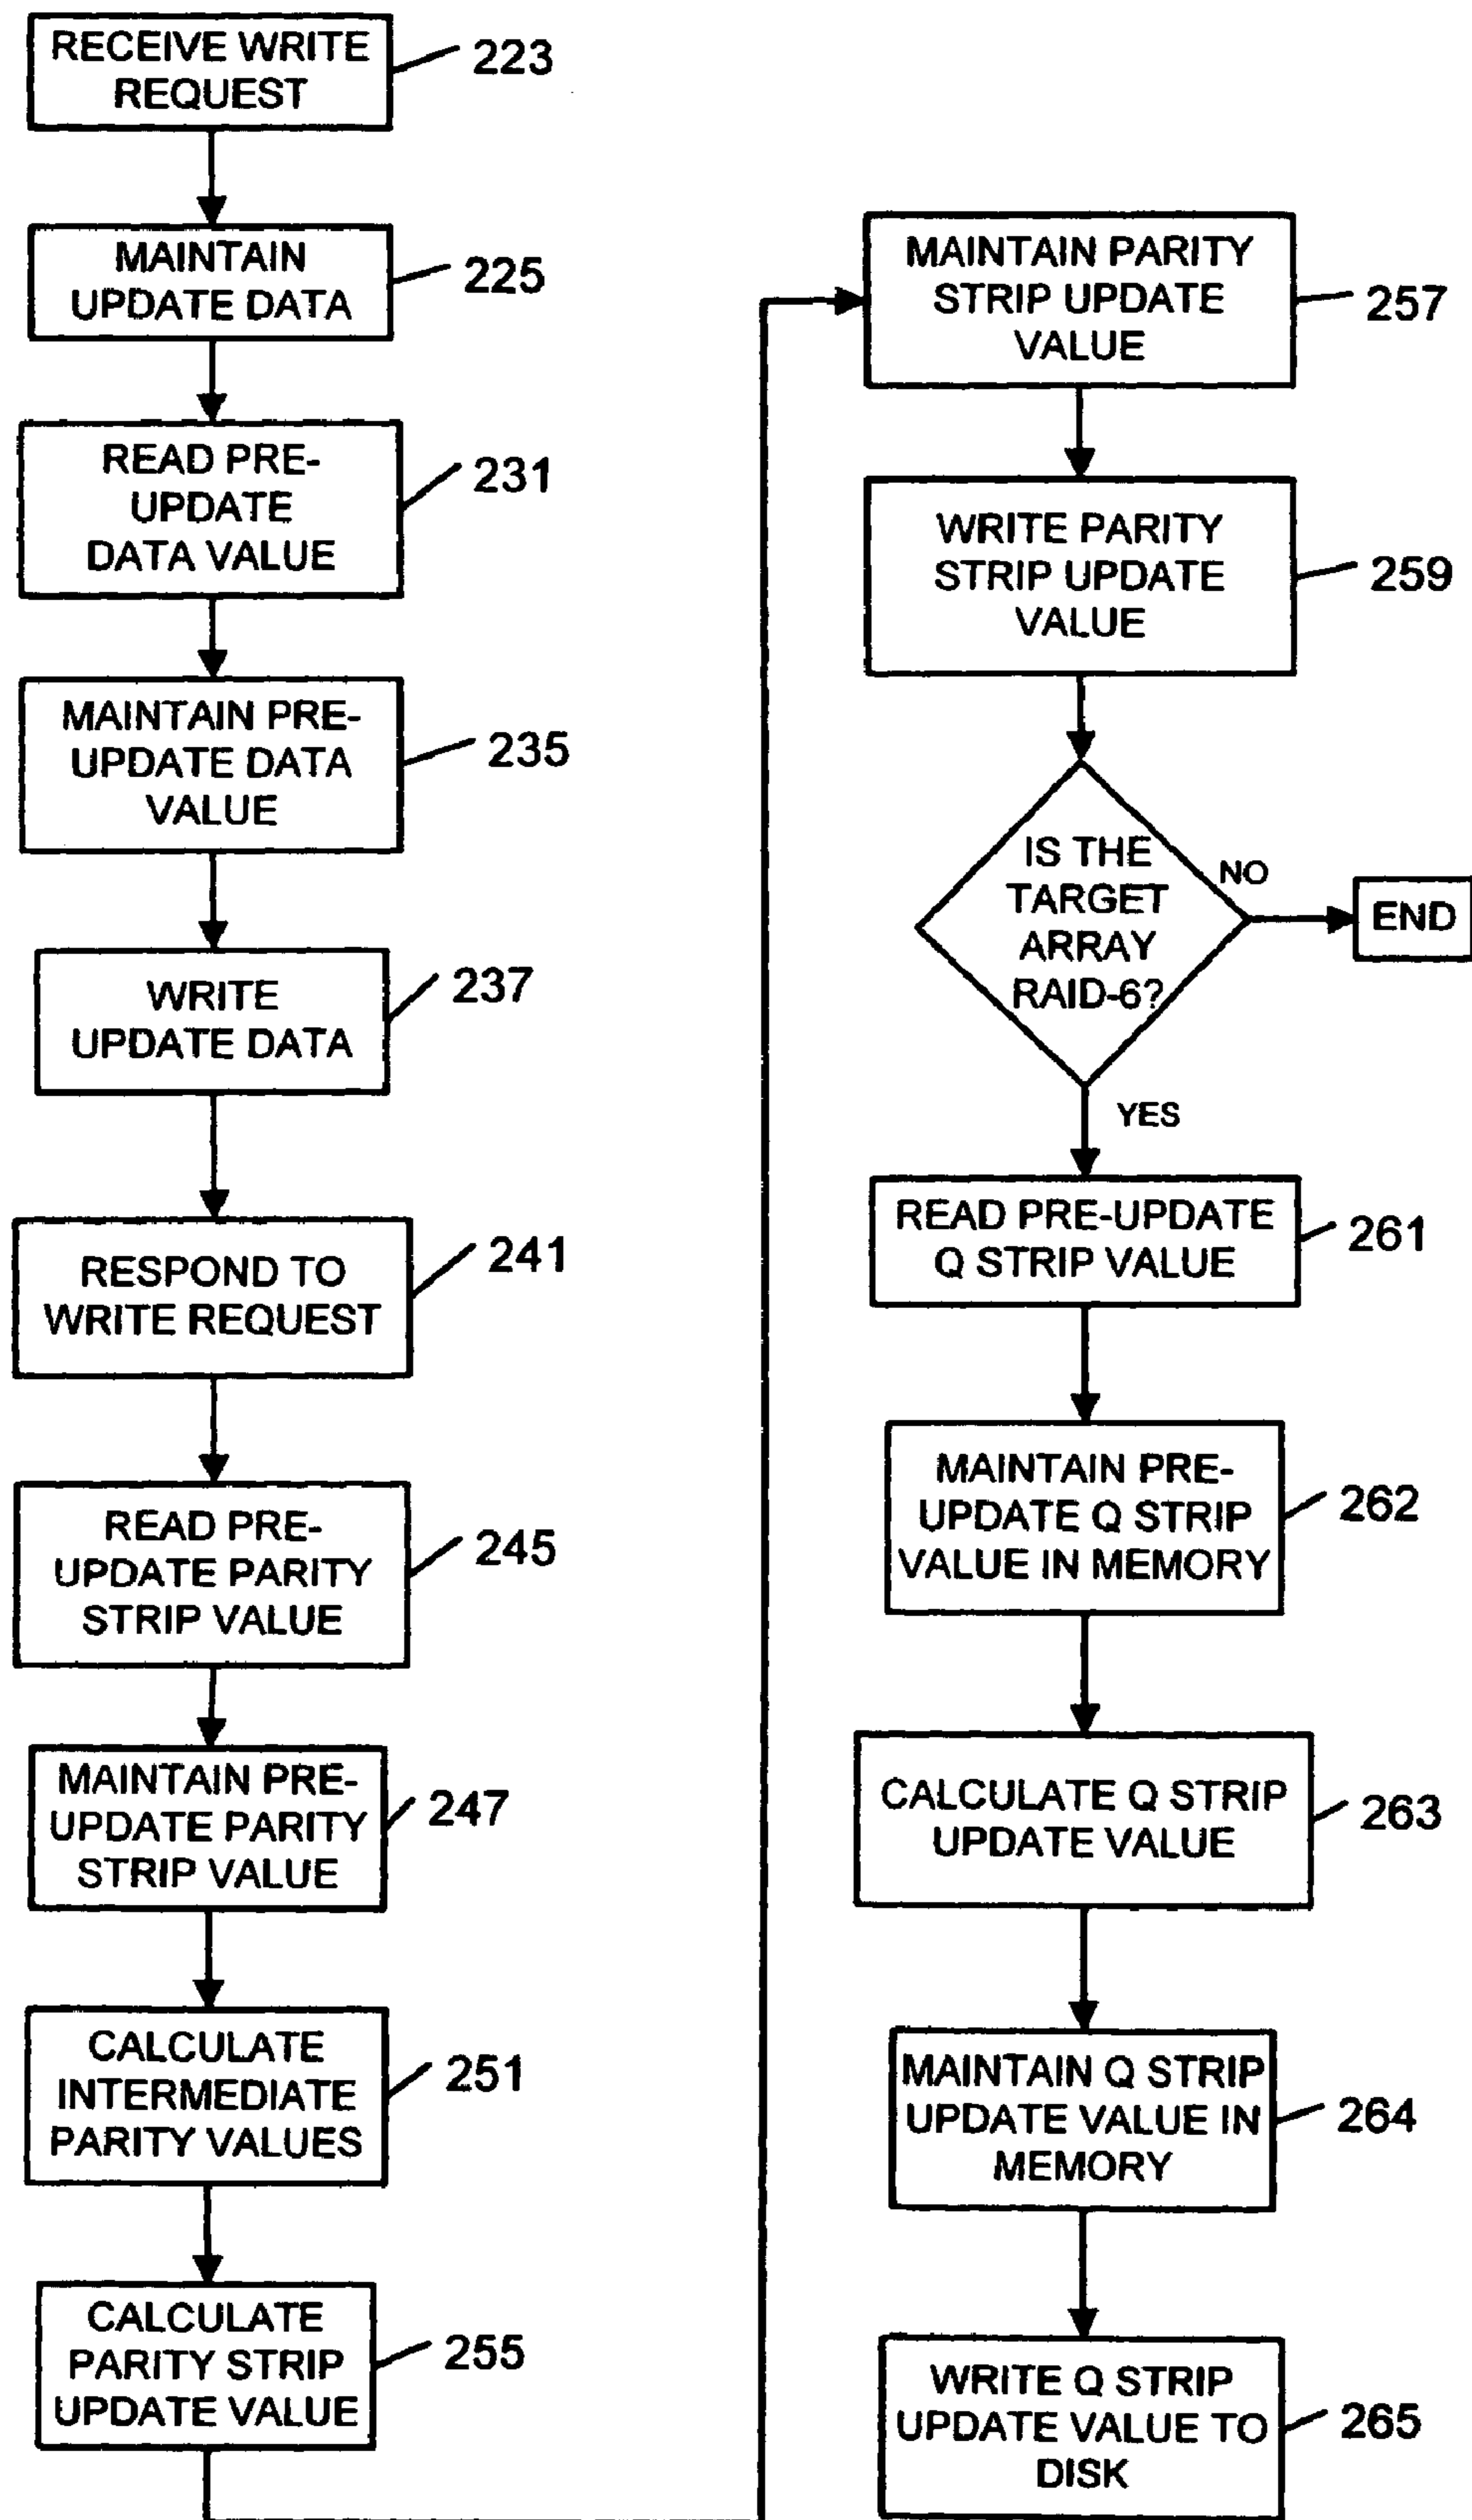 RECEIVE WRITE
REQUEST
223
MAINTAIN
UPDATE DATA
225
READ PRE-
UPDATE
DATA VALUE
231
MAINTAIN PRE-
UPDATE DATA
VALUE
235
WRITE
UPDATE DATA
237
RESPOND TO
WRITE REQUEST
241
READ PRE-
UPDATE PARITY
STRIP VALUE
245
MAINTAIN PRE-
UPDATE PARITY
STRIP VALUE
247
CALCULATE
INTERMEDIATE
PARITY VALUES
251
CALCULATE
PARITY STRIP
UPDATE VALUE
255
MAINTAIN PARITY
STRIP UPDATE
VALUE
257
WRITE PARITY
STRIP UPDATE
VALUE
259
IS THE
TARGET
ARRAY
RAID-6?
NO
END
YES
READ PRE-UPDATE
Q STRIP VALUE
261
MAINTAIN PRE-
UPDATE Q STRIP
VALUE IN MEMORY
262
CALCULATE Q STRIP
UPDATE VALUE
263
MAINTAIN Q STRIP
UPDATE VALUE IN
MEMORY
264
WRITE Q STRIP
UPDATE VALUE TO
DISK
265